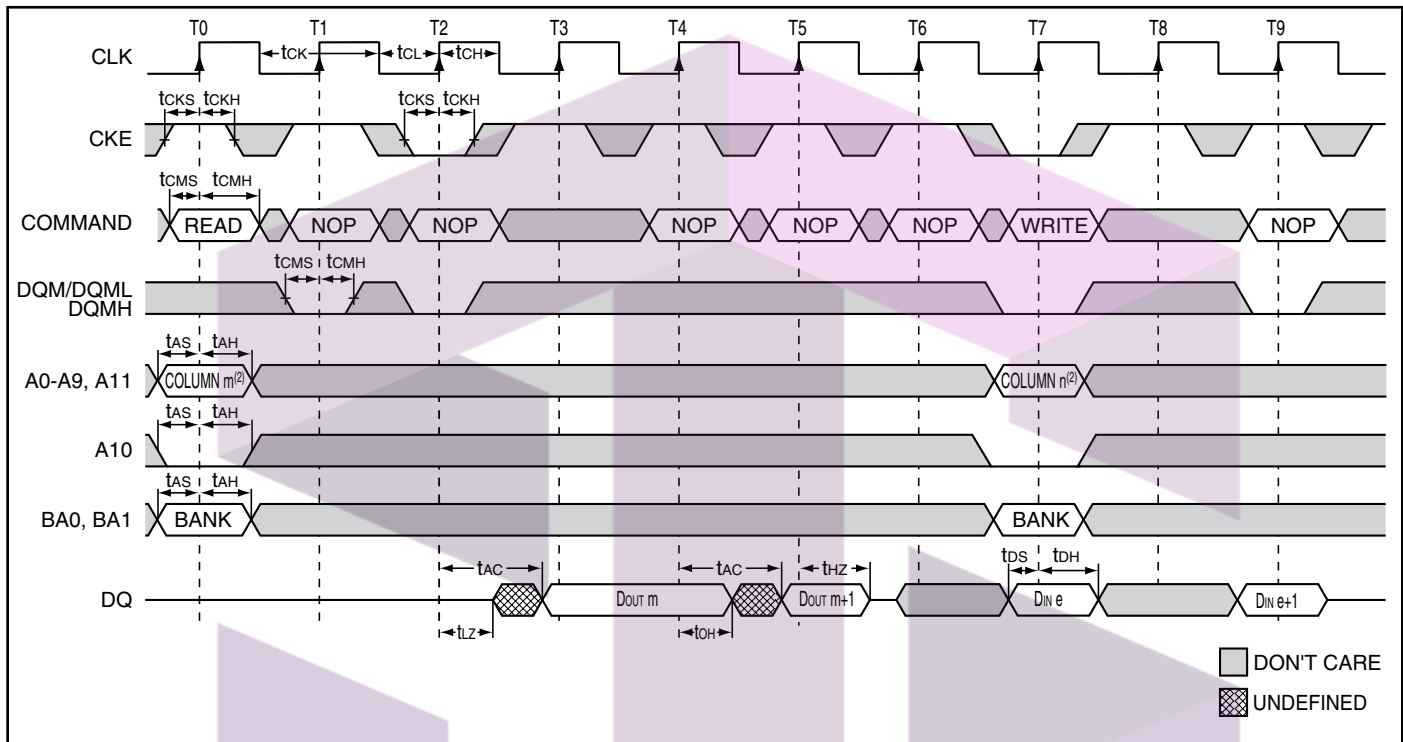 T0 T1 T2 T3 T4 T5 T6 T7 T8 T9
CLK tCK tCL tCH
tCKS tCKH tCKS tCKH
CKE
tCMS tCMH
COMMAND READ NOP NOP NOP NOP NOP WRITE NOP
tCMS tCMH
DQM/DQML
DQMH
tAS tAH
A0-A9, A11 COLUMN m(2) COLUMN n(2)
tAS tAH
A10
tAS tAH
BA0, BA1 BANK BANK
tAC tAC tHZ tDS tDH
DQ DOUT m DOUT m+1 DIN e DIN e+1
tLZ tOH
DON'T CARE
UNDEFINED